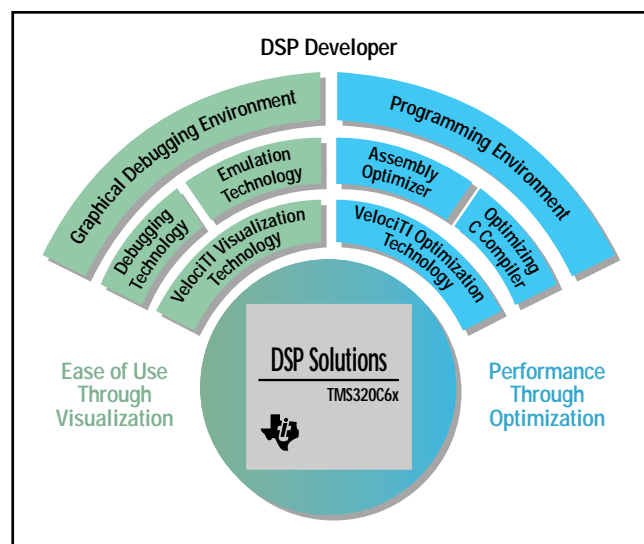 DSP Developer
Graphical Debugging Environment
Programming Environment
Emulation
Technology
Assembly
Optimizer
Debugging
Technology
Optimizing
C Compiler
VelociTI Visualization
Technology
VelociTI Optimization
Technology
DSP Solutions
TMS320C6x
Ease of Use
Through
Visualization
Performance
Through
Optimization